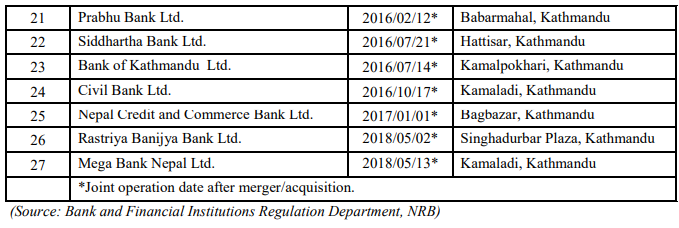 21 Prabhu Bank Ltd. 2016/02/12* Babarmahal, Kathmandu
22 Siddhartha Bank Ltd. 2016/07/21* Hattisar, Kathmandu
23 Bank of Kathmandu Ltd. 2016/07/14* Kamalpokhari, Kathmandu
24 Civil Bank Ltd. 2016/10/17* Kamaladi, Kathmandu
25 Nepal Credit and Commerce Bank Ltd. 2017/01/01* Bagbazar, Kathmandu
26 Rastriya Banijya Bank Ltd. 2018/05/02* Singhadurbar Plaza, Kathmandu
27 Mega Bank Nepal Ltd. 2018/05/13* Kamaladi, Kathmandu
*Joint operation date after merger/acquisition.
(Source: Bank and Financial Institutions Regulation Department, NRB)